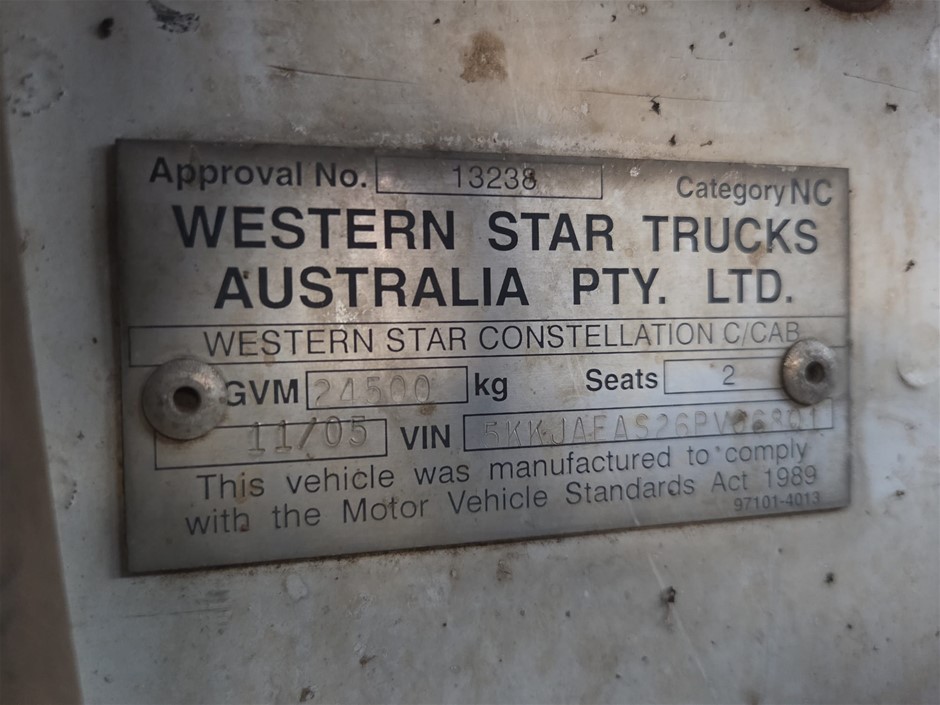 Approval No. 13238 Category NC
WESTERN STAR TRUCKS
AUSTRALIA PTY. LTD.
WESTERN STAR CONSTELLATION C/CAB
GVM 24500 kg Seats 2
11/05 VIN
This vehicle was manufactured to comply
with the Motor Vehicle Standards Act 1989
97101-4013